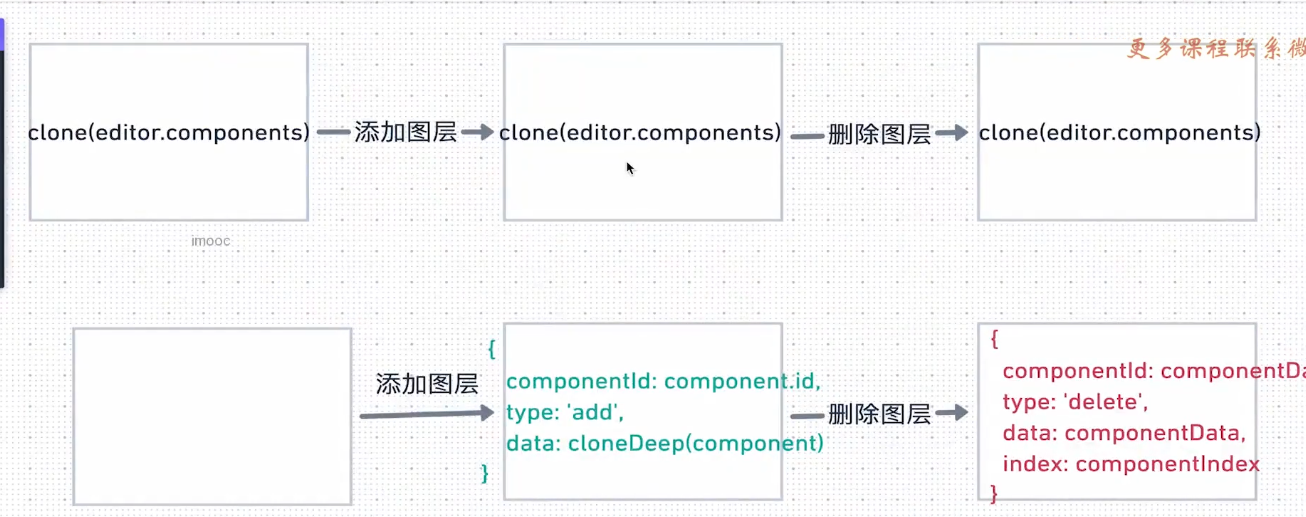 更多课程联系微
clone(editor.components)
添加图层
clone(editor.components)
删除图层
clone(editor.components)
imooc
添加图层
{
componentId: component.id,
type: 'add',
data: cloneDeep(component)
}
删除图层
{
componentId: componentDa
type: 'delete',
data: componentData,
index: componentIndex
}